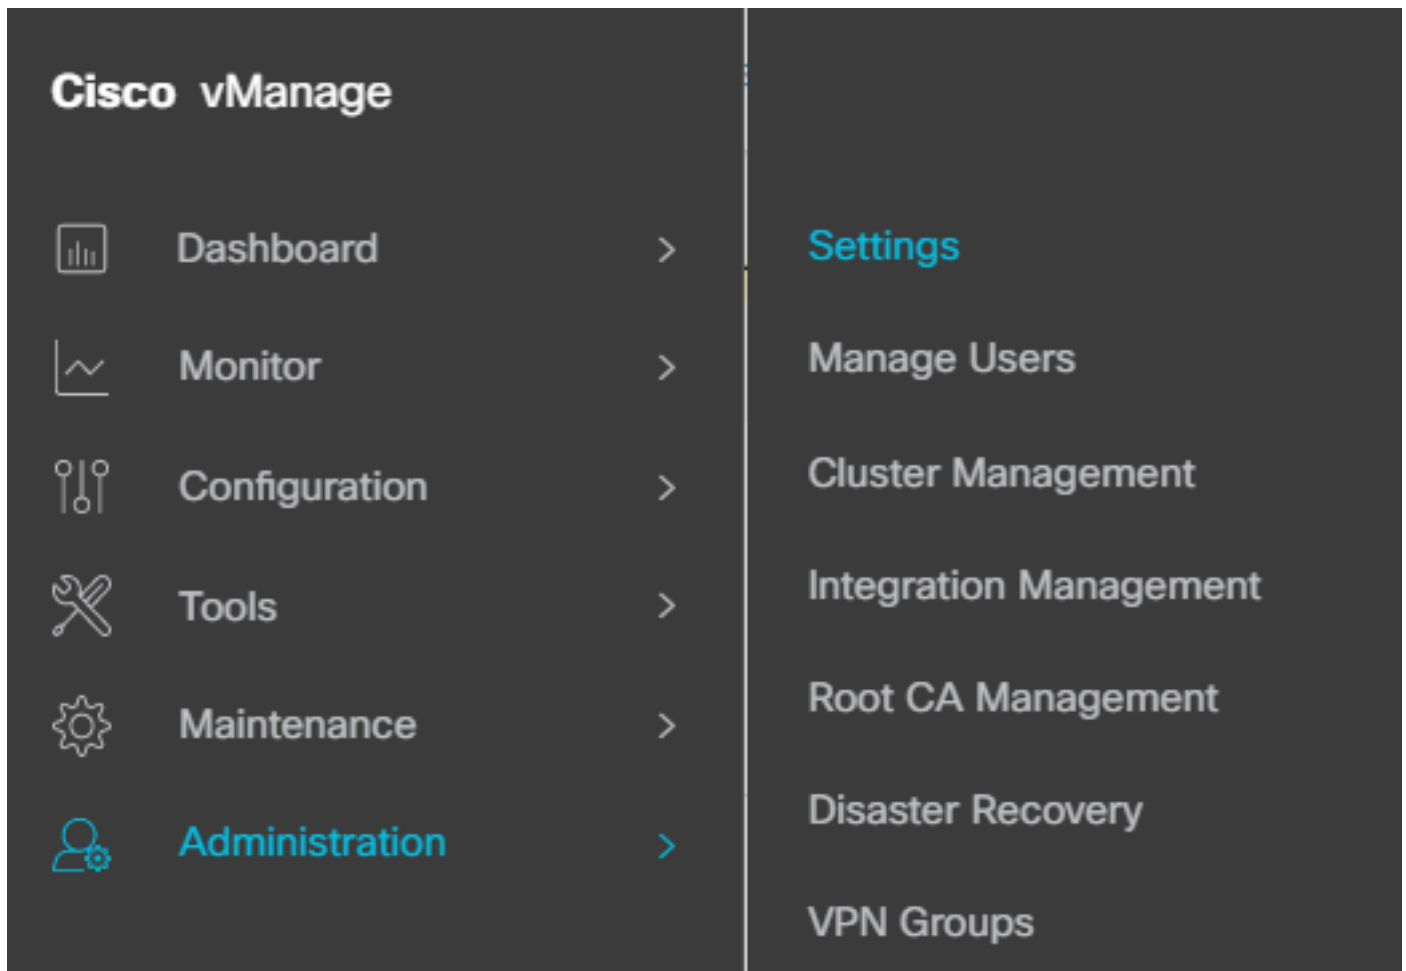 Cisco vManage
Dashboard
Monitor
Configuration
Tools
Maintenance
Administration
Settings
Manage Users
Cluster Management
Integration Management
Root CA Management
Disaster Recovery
VPN Groups